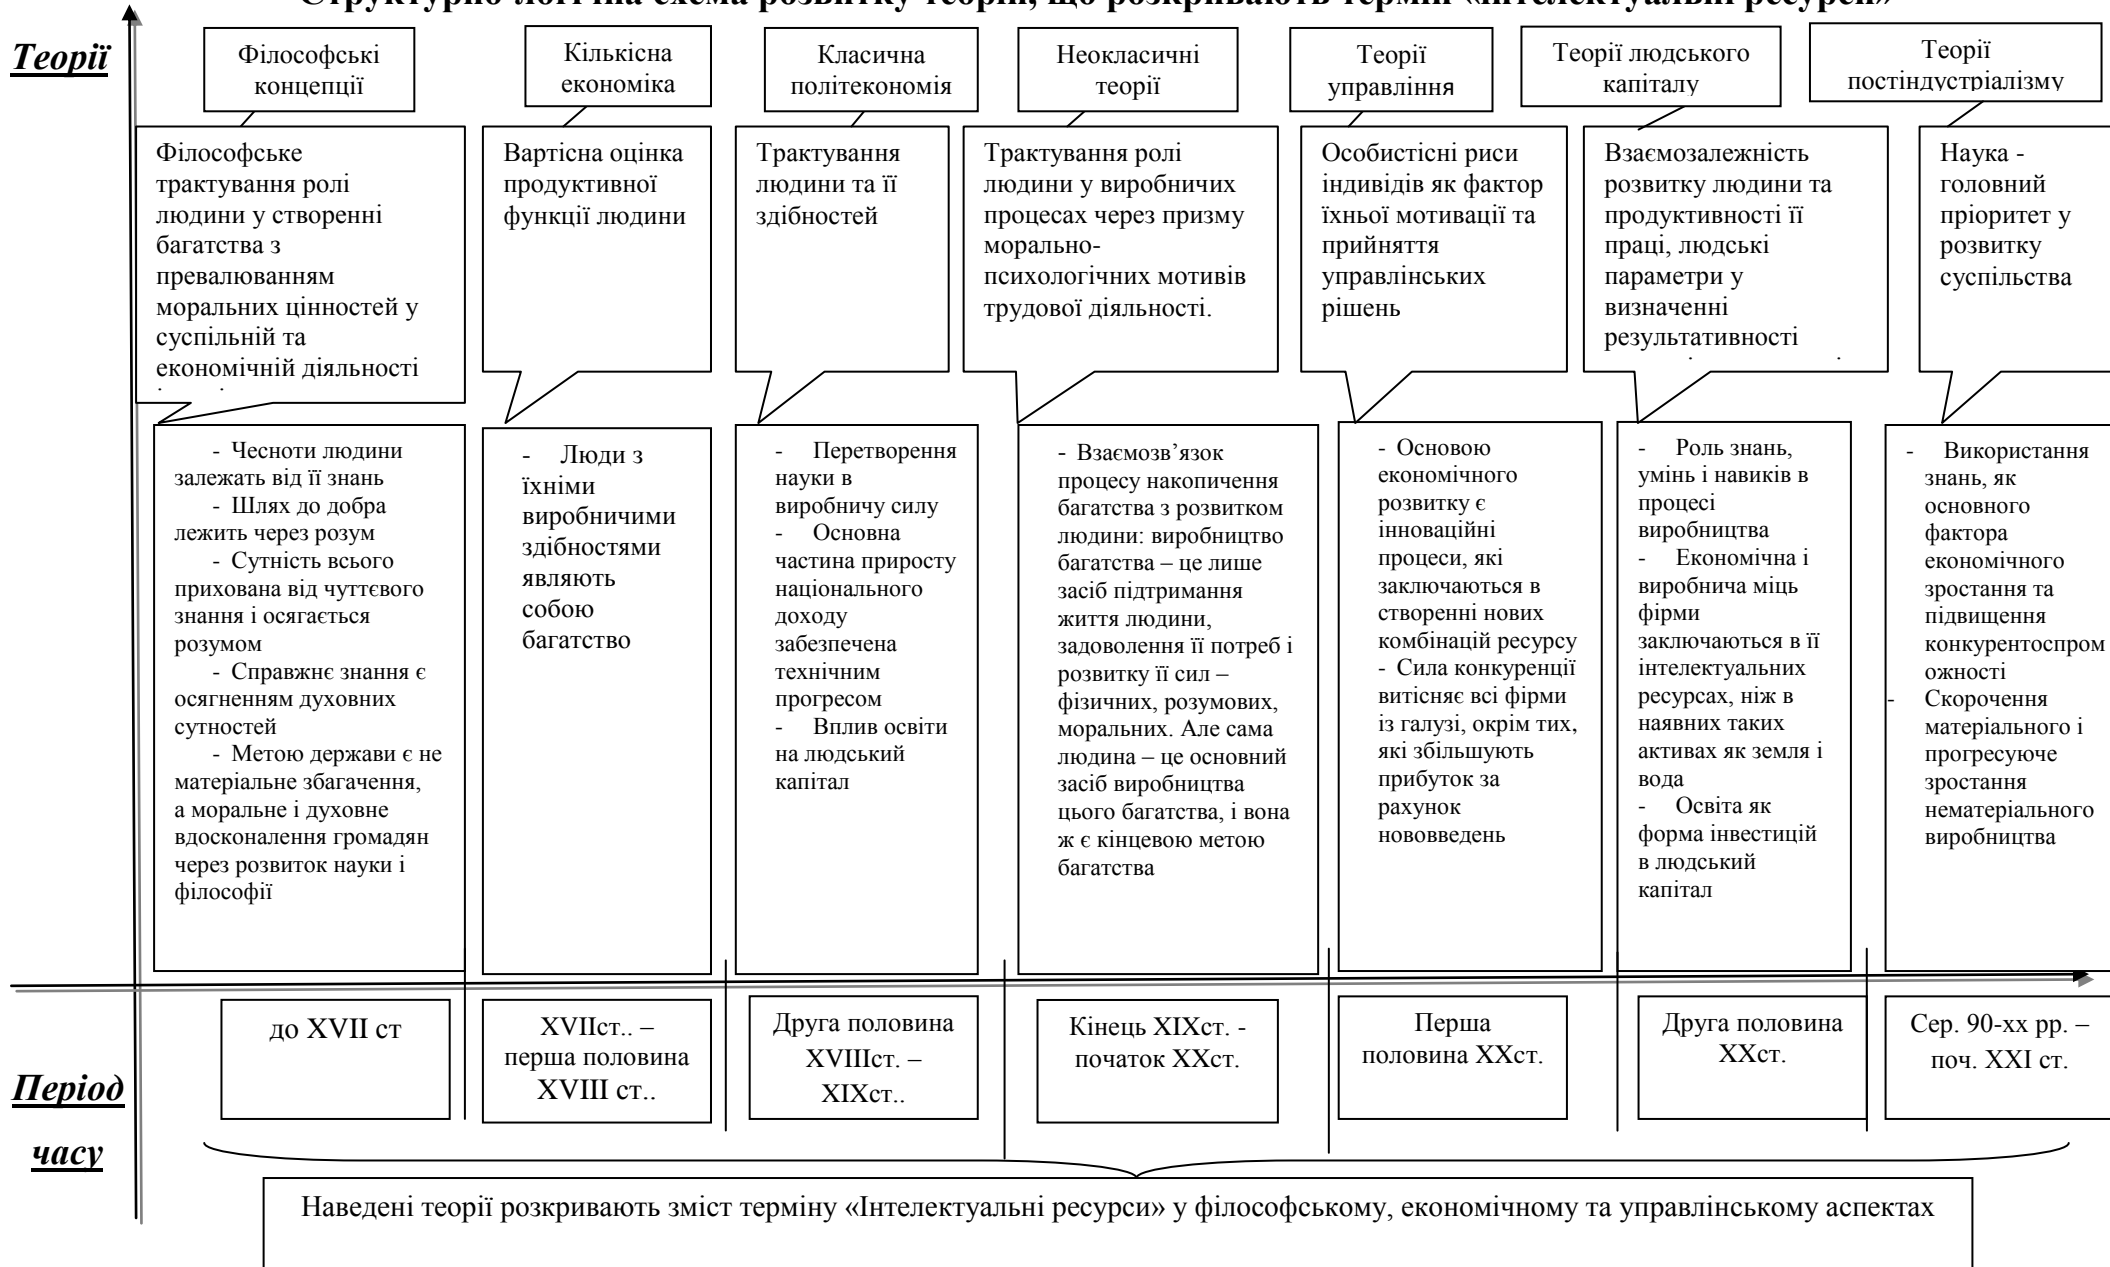 Структурно-логічна схема розвитку теорій, що розкривають термін «інтелектуальні ресурси»
Теорії
Філософські
концепції
Кількісна
економіка
Класична
політекономія
Неокласичні
теорії
Теорії
управління
Теорії людського
капіталу
Теорії
постіндустріалізму
Філософське
трактування ролі
людини у створенні
багатства з
превалюванням
моральних цінностей у
суспільній та
економічній діяльності
Вартісна оцінка
продуктивної
функції людини
Трактування
людини та її
здібностей
Трактування ролі
людини у виробничих
процесах через призму
морально-
психологічних мотивів
трудової діяльності.
Особистісні риси
індивідів як фактор
їхньої мотивації та
прийняття
управлінських
рішень
Взаємозалежність
розвитку людини та
продуктивності її
праці, людські
параметри у
визначенні
результативності
Наука -
головний
пріоритет у
розвитку
суспільства
- Чесноти людини
залежать від її знань
- Шлях до добра
лежить через розум
- Сутність всього
прихована від чуттєвого
знання і осягається
розумом
- Справжнє знання є
осягненням духовних
сутностей
- Метою держави є не
матеріальне збагачення,
а моральне і духовне
вдосконалення громадян
через розвиток науки і
філософії
- Люди з
їхніми
виробничими
здібностями
являють
собою
багатство
- Перетворення
науки в
виробничу силу
- Основна
частина приросту
національного
доходу
забезпечена
технічним
прогресом
- Вплив освіти
на людський
капітал
- Взаємозв’язок
процесу накопичення
багатства з розвитком
людини: виробництво
багатства – це лише
засіб підтримання
життя людини,
задоволення її потреб і
розвитку її сил –
фізичних, розумових,
моральних. Але сама
людина – це основний
засіб виробництва
цього багатства, і вона
ж є кінцевою метою
багатства
- Основою
економічного
розвитку є
інноваційні
процеси, які
заключаються в
створенні нових
комбінацій ресурсу
- Сила конкуренції
витісняє всі фірми
із галузі, окрім тих,
які збільшують
прибуток за
рахунок
нововведень
- Роль знань,
умінь і навиків в
процесі
виробництва
- Економічна і
виробнича міць
фірми
заключаються в її
інтелектуальних
ресурсах, ніж в
наявних таких
активах як земля і
вода
- Освіта як
форма інвестицій
в людський
капітал
- Використання
знань, як
основного
фактора
економічного
зростання та
підвищення
конкурентоспром
ожності
- Скорочення
матеріального і
прогресуюче
зростання
нематеріального
виробництва
Період
часу
до XVII ст
XVIIст.. –
перша половина
XVIII ст..
Друга половина
XVIIIст. –
XIXст..
Кінець XIXст. -
початок XXст.
Перша
половина XXст.
Друга половина
XXст.
Сер. 90-хх рр. –
поч. XXI ст.
Наведені теорії розкривають зміст терміну «Інтелектуальні ресурси» у філософському, економічному та управлінському аспектах